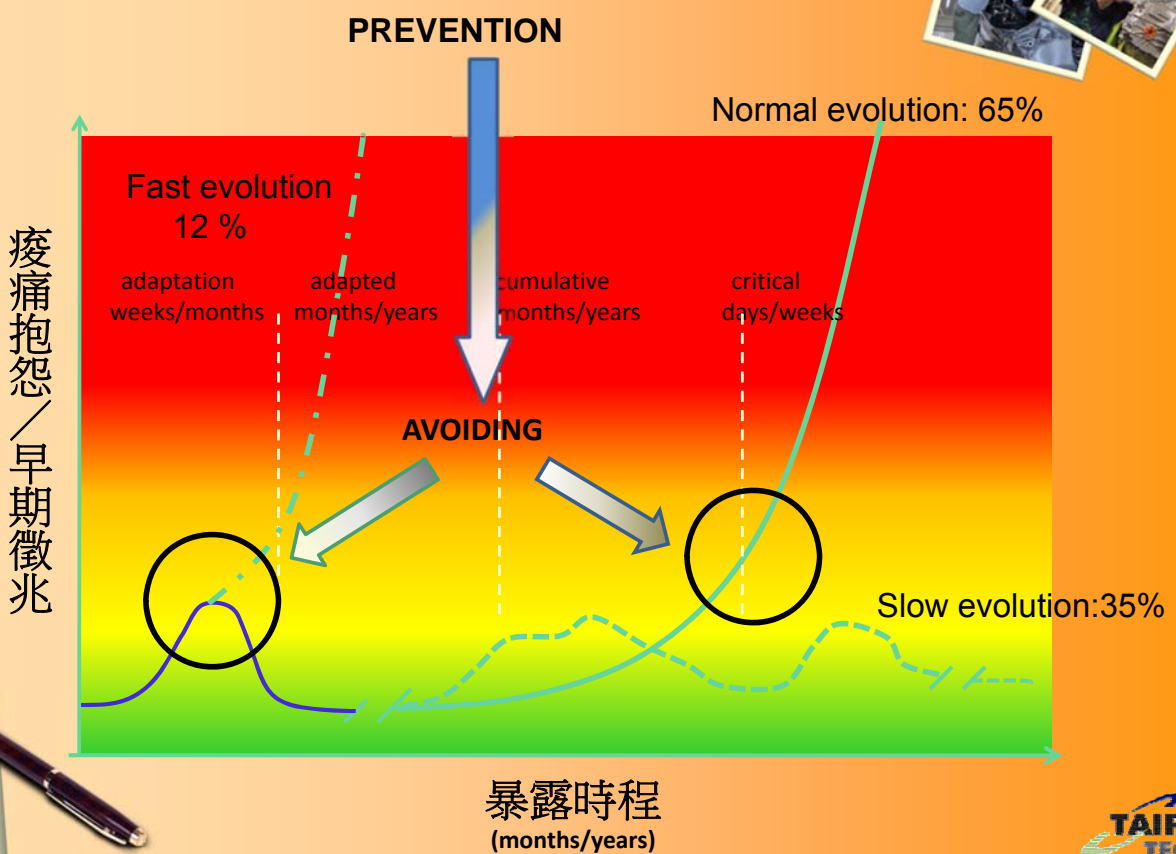 PREVENTION
Normal evolution: 65%
Fast evolution
12 %
adaptation
weeks/months
adapted
months/years
cumulative
months/years
critical
days/weeks
AVOIDING
Slow evolution:35%
痠痛抱怨／早期徵兆
暴露時程
(months/years)